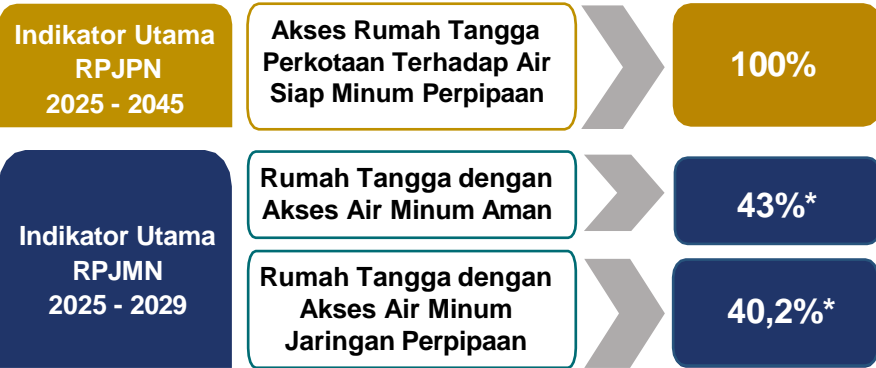 Indikator Utama
RPJPN
2025 - 2045
Akses Rumah Tangga
Perkotaan Terhadap Air
Siap Minum Perpipaan
100%
Indikator Utama
RPJMN
2025 - 2029
Rumah Tangga dengan
Akses Air Minum Aman
43%*
Rumah Tangga dengan
Akses Air Minum
Jaringan Perpipaan
40,2%*